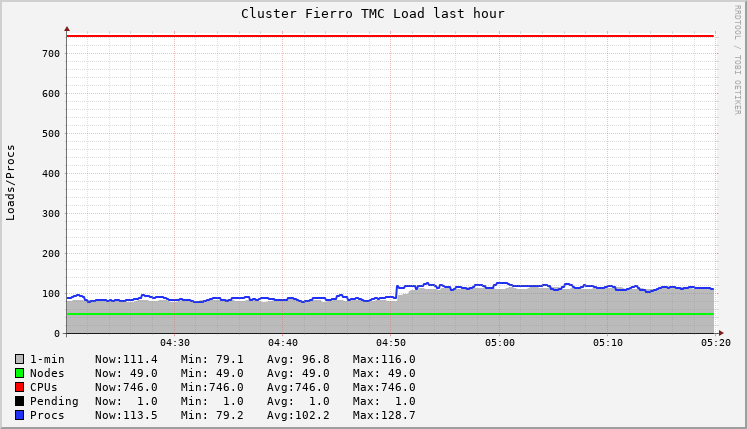 Cluster Fierro TMC Load last hour
RRDTOOL / TOBI OETIKER
Loads/Procs
700
600
500
400
300
200
100
0
04:30 04:40 04:50 05:00 05:10 05:20
1-min Now:111.4 Min: 79.1 Avg: 96.8 Max:116.0
Nodes Now: 49.0 Min: 49.0 Avg: 49.0 Max: 49.0
CPUs Now:746.0 Min:746.0 Avg:746.0 Max:746.0
Pending Now: 1.0 Min: 1.0 Avg: 1.0 Max: 1.0
Procs Now:113.5 Min: 79.2 Avg:102.2 Max:128.7